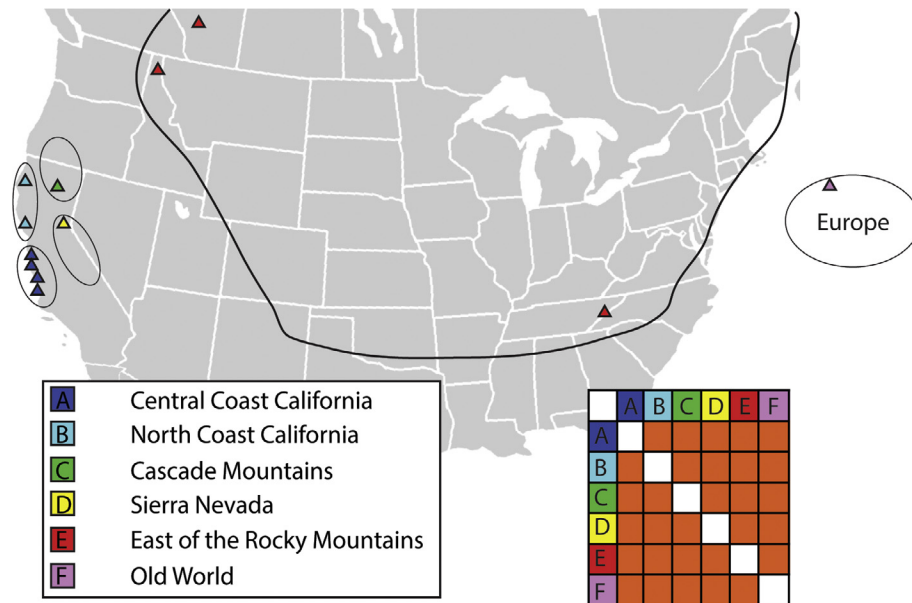 Europe
A Central Coast California
B North Coast California
C Cascade Mountains
D Sierra Nevada
E East of the Rocky Mountains
F Old World
A B C D E F
A
B
C
D
E
F